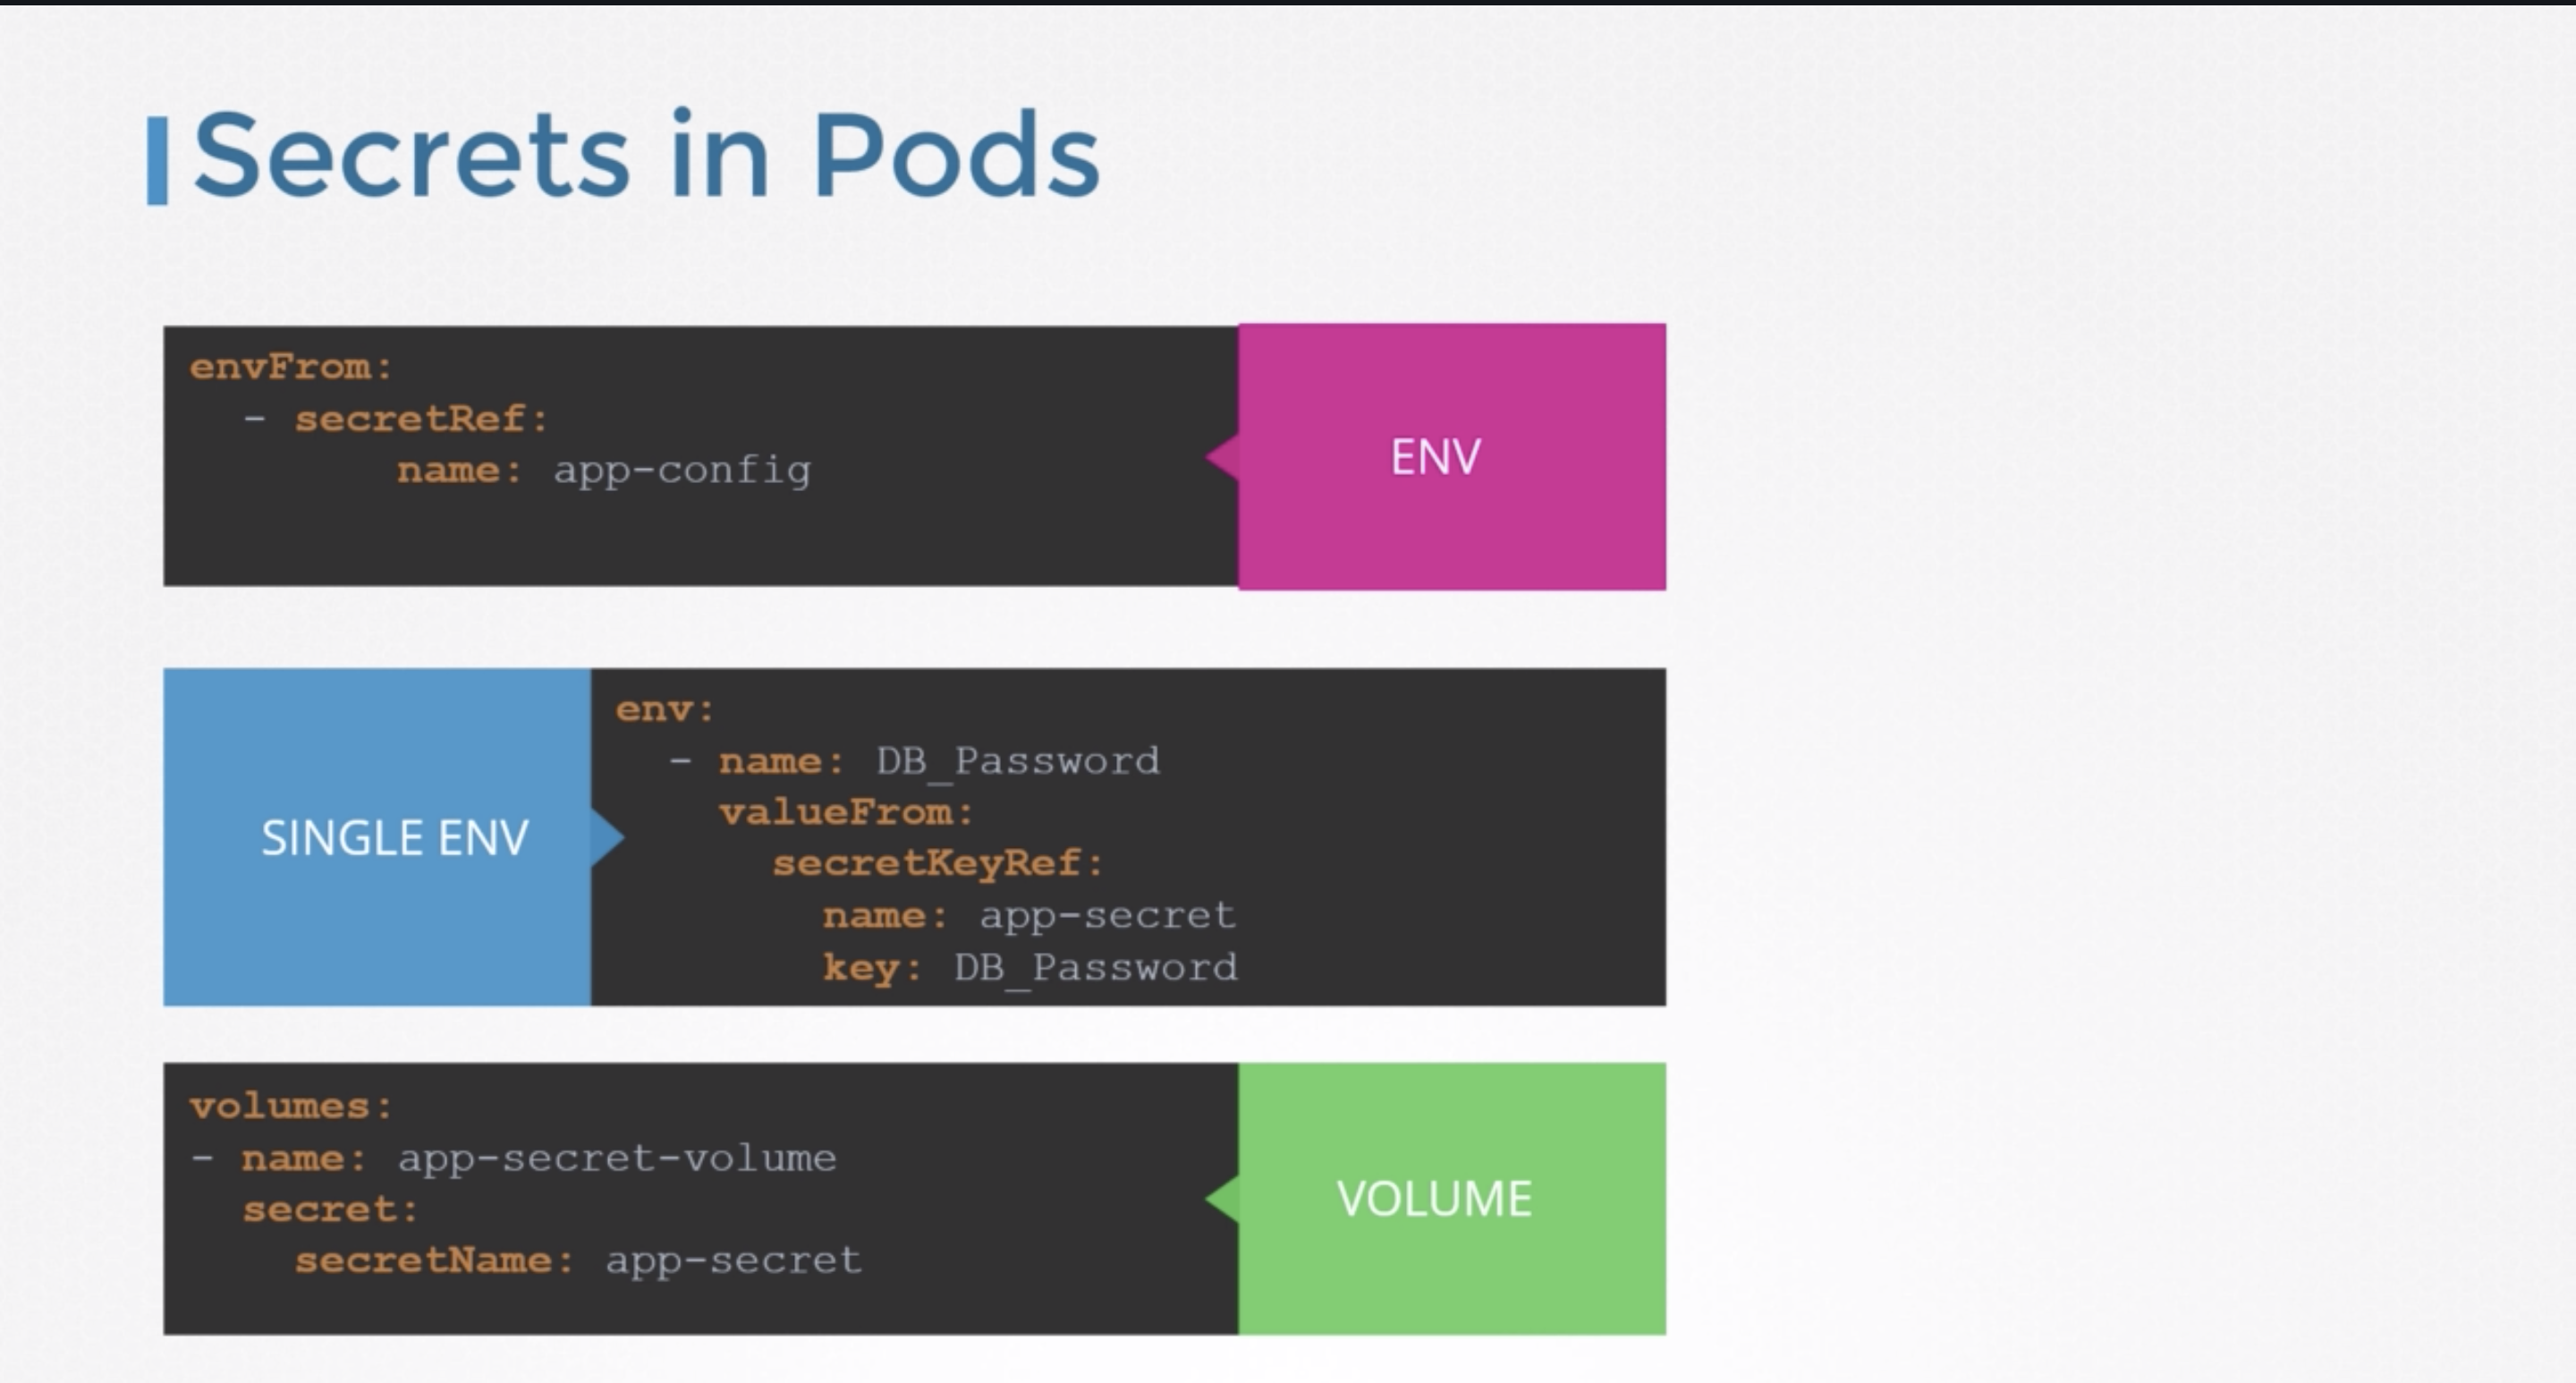 Secrets in Pods
envFrom:
  - secretRef:
        name: app-config
ENV
SINGLE ENV
env:
  - name: DB_Password
    valueFrom:
      secretKeyRef:
        name: app-secret
        key: DB_Password
volumes:
- name: app-secret-volume
  secret:
    secretName: app-secret
VOLUME